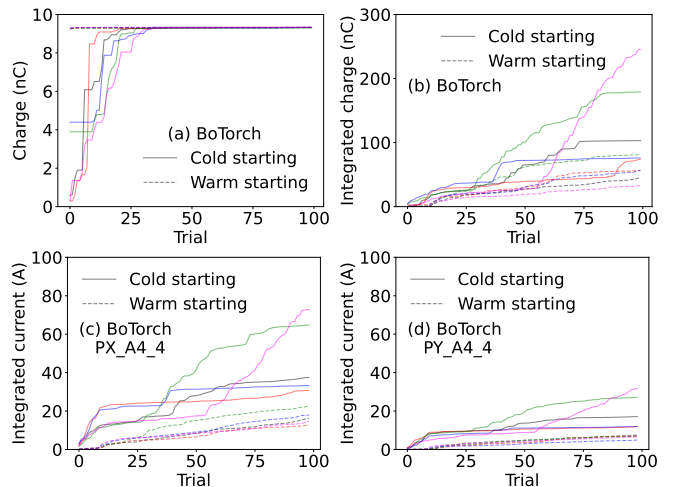 10
8
6
4
2
0
Charge (nC)
(a) BoTorch
Cold starting
Warm starting
0
25
50
75
100
Trial
300
200
100
0
Integrated charge (nC)
Cold starting
Warm starting
(b) BoTorch
0
25
50
75
100
Trial
100
80
60
40
20
0
Integrated current (A)
Cold starting
Warm starting
(c) BoTorch
PX_A4_4
0
25
50
75
100
Trial
100
80
60
40
20
0
Integrated current (A)
Cold starting
Warm starting
(d) BoTorch
PY_A4_4
0
25
50
75
100
Trial